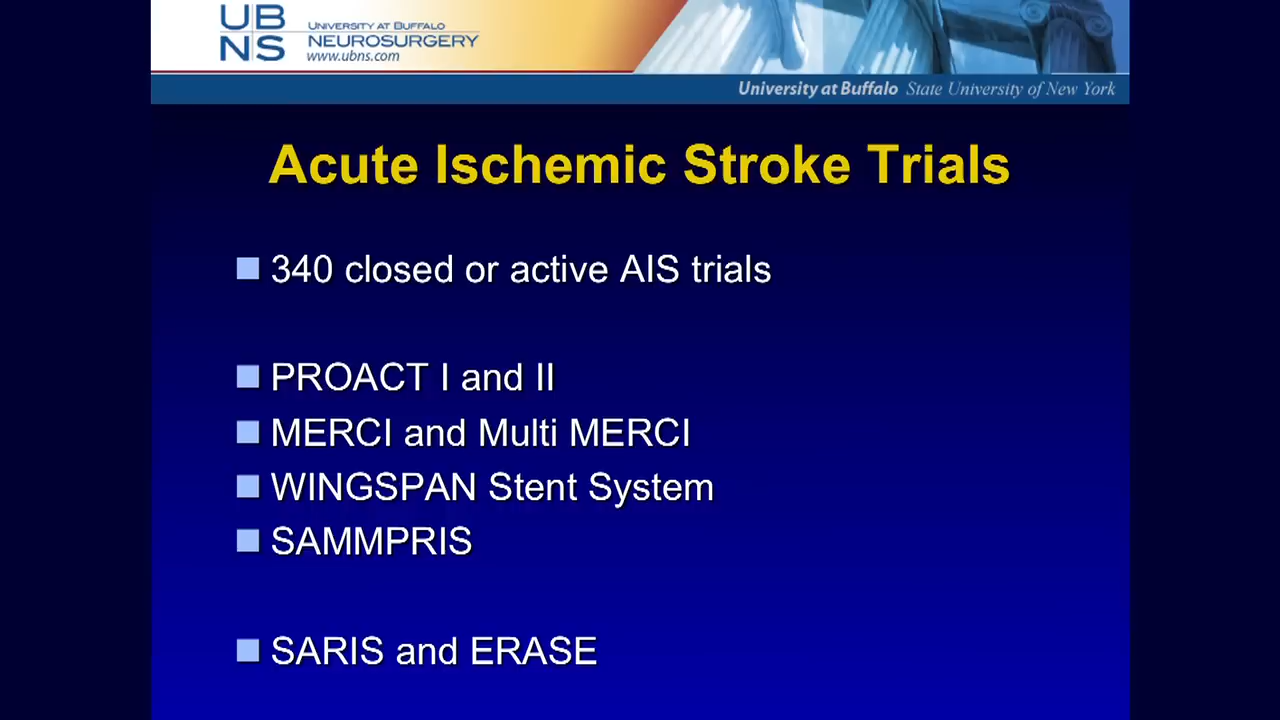 UB
NS
UNIVERSITY AT BUFFALO
NEUROSURGERY
www.ubns.com
University at Buffalo State University of New York
Acute Ischemic Stroke Trials
340 closed or active AIS trials
PROACT I and II
MERCI and Multi MERCI
WINGSPAN Stent System
SAMMPRIS
SARIS and ERASE